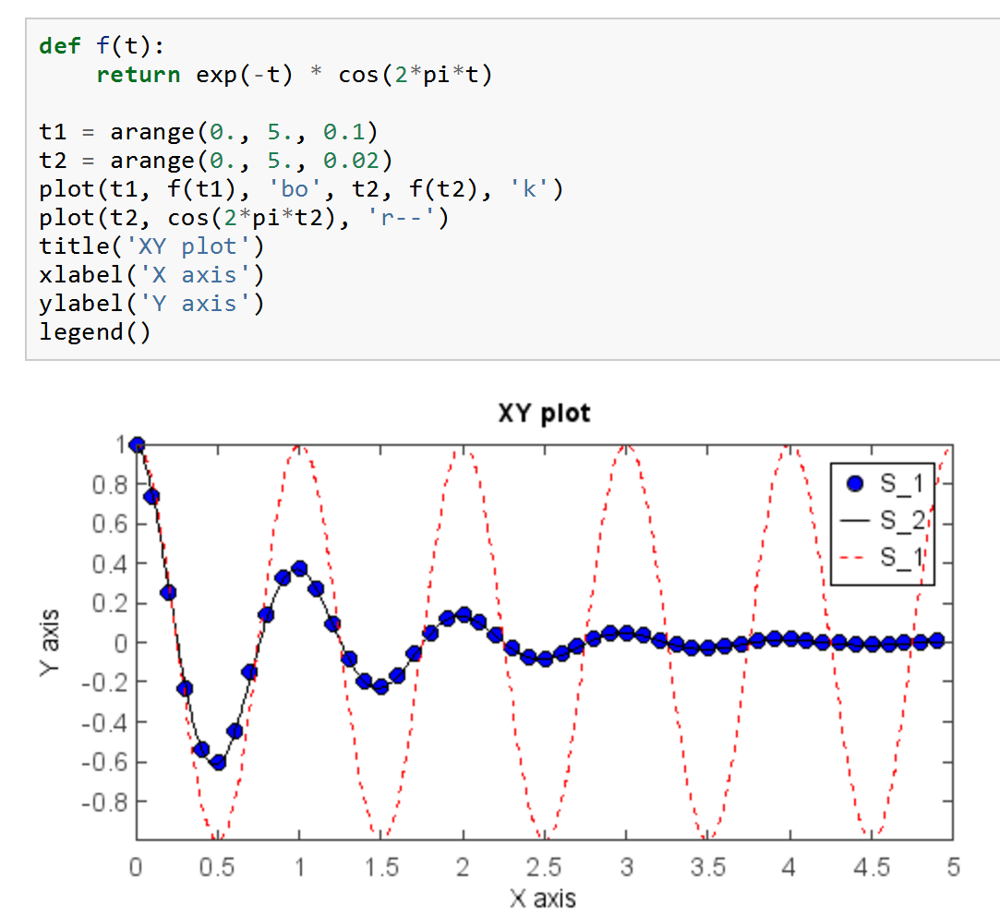 def f(t):
    return exp(-t) * cos(2*pi*t)
t1 = arange(0., 5., 0.1)
t2 = arange(0., 5., 0.02)
plot(t1, f(t1), 'bo', t2, f(t2), 'k')
plot(t2, cos(2*pi*t2), 'r--')
title('XY plot')
xlabel('X axis')
ylabel('Y axis')
legend()
XY plot
1
0.8
0.6
0.4
0.2
0
-0.2
-0.4
-0.6
-0.8
Y axis
S_1
S_2
S_1
0 0.5 1 1.5 2 2.5 3 3.5 4 4.5 5
X axis